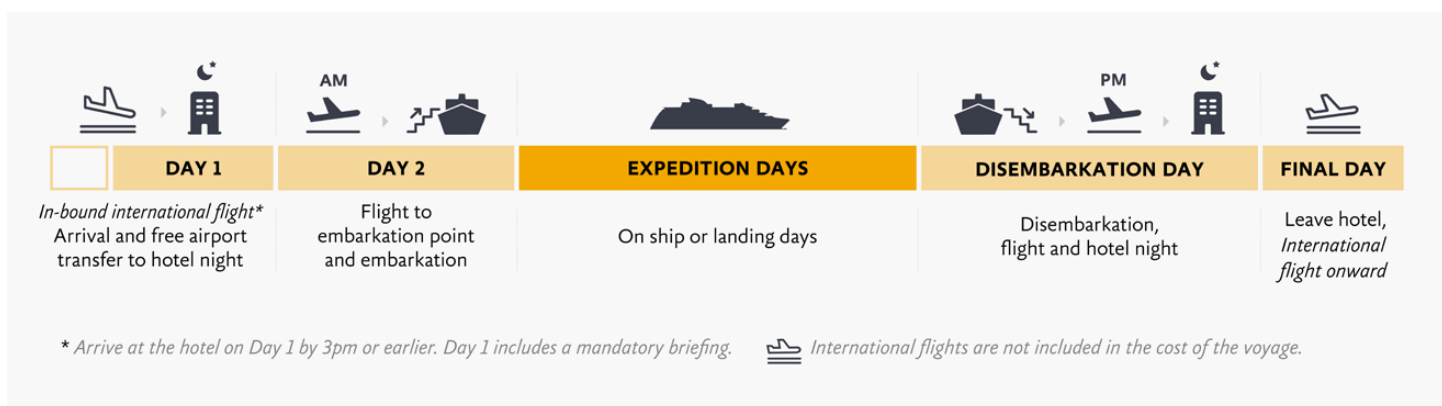 AM
PM
DAY 1
DAY 2
EXPEDITION DAYS
DISEMBARKATION DAY
FINAL DAY
In-bound international flight*
Arrival and free airport
transfer to hotel night
Flight to
embarkation point
and embarkation
On ship or landing days
Disembarkation,
flight and hotel night
Leave hotel,
International
flight onward
* Arrive at the hotel on Day 1 by 3pm or earlier. Day 1 includes a mandatory briefing.
International flights are not included in the cost of the voyage.